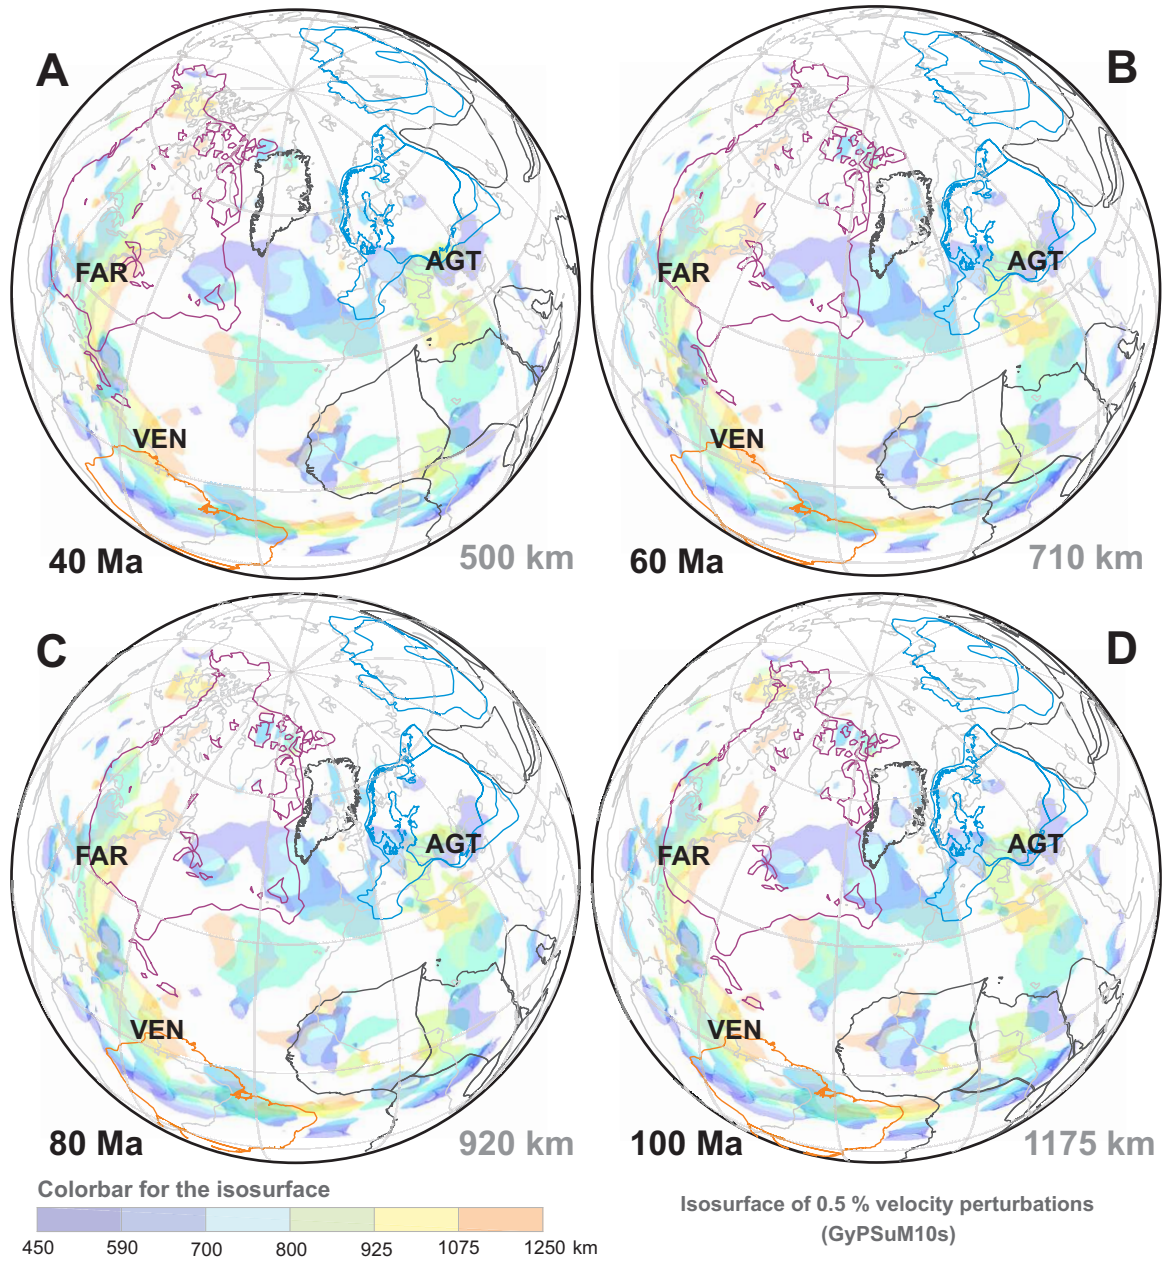 A
B
FAR
AGT
FAR
AGT
VEN
VEN
40 Ma
500 km
60 Ma
710 km
C
D
FAR
AGT
FAR
AGT
VEN
VEN
80 Ma
920 km
100 Ma
1175 km
Colorbar for the isosurface
450 590 700 800 925 1075 1250 km
Isosurface of 0.5 % velocity perturbations
(GyPSuM10s)